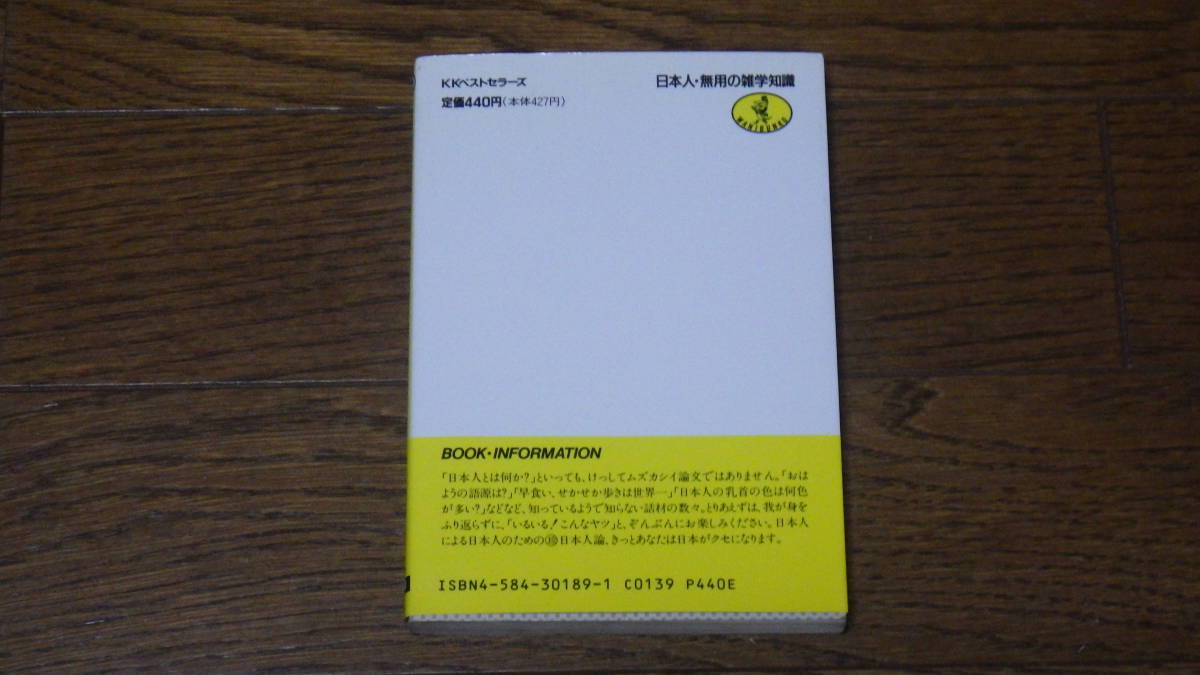 KKベストセラーズ
定価440円(本体427円)
日本人・無用の雑学知識
WANIBUNKO
BOOK・INFORMATION
「日本人とは何か?」といっても、けっしてムズカシイ論文ではありません。「おは
ようの語源は?」「早食い、せかせか歩きは世界一」「日本人の乳首の色は何色
が多い?」などなど、知っているようで知らない話材の数々。とりあえずは、我が身を
ふり返らずに、「いるいる!こんなヤツ」と、ぞんぶんにお楽しみください。日本人
による日本人のための日本人論、きっとあなたは日本がクセになります。
ISBN4-584-30189-1 C0139 P440E